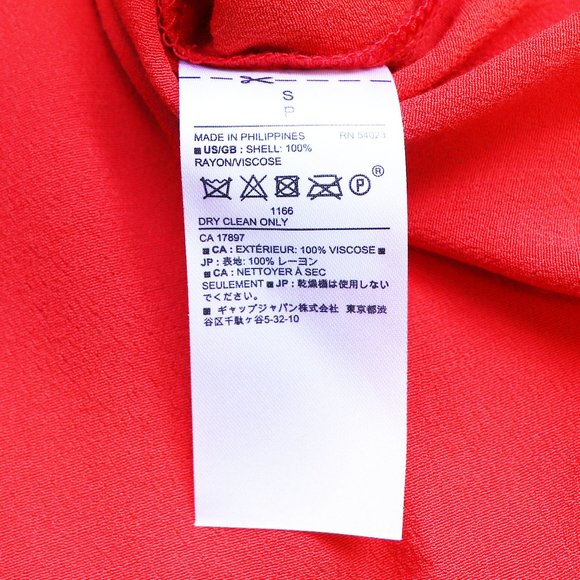 S
P
MADE IN PHILIPPINES RN 54023
■ US/GB : SHELL: 100%
RAYON/VISCOSE
P ®
1166
DRY CLEAN ONLY
CA 17897
■ CA : EXTÉRIEUR: 100% VISCOSE ■
JP : 表地: 100% レーヨン
■ CA : NETTOYER À SEC
SEULEMENT ■ JP : 乾燥機は使用しない
でください。
■ ギャップジャパン株式会社 東京都渋
谷区千駄ヶ谷5-32-10